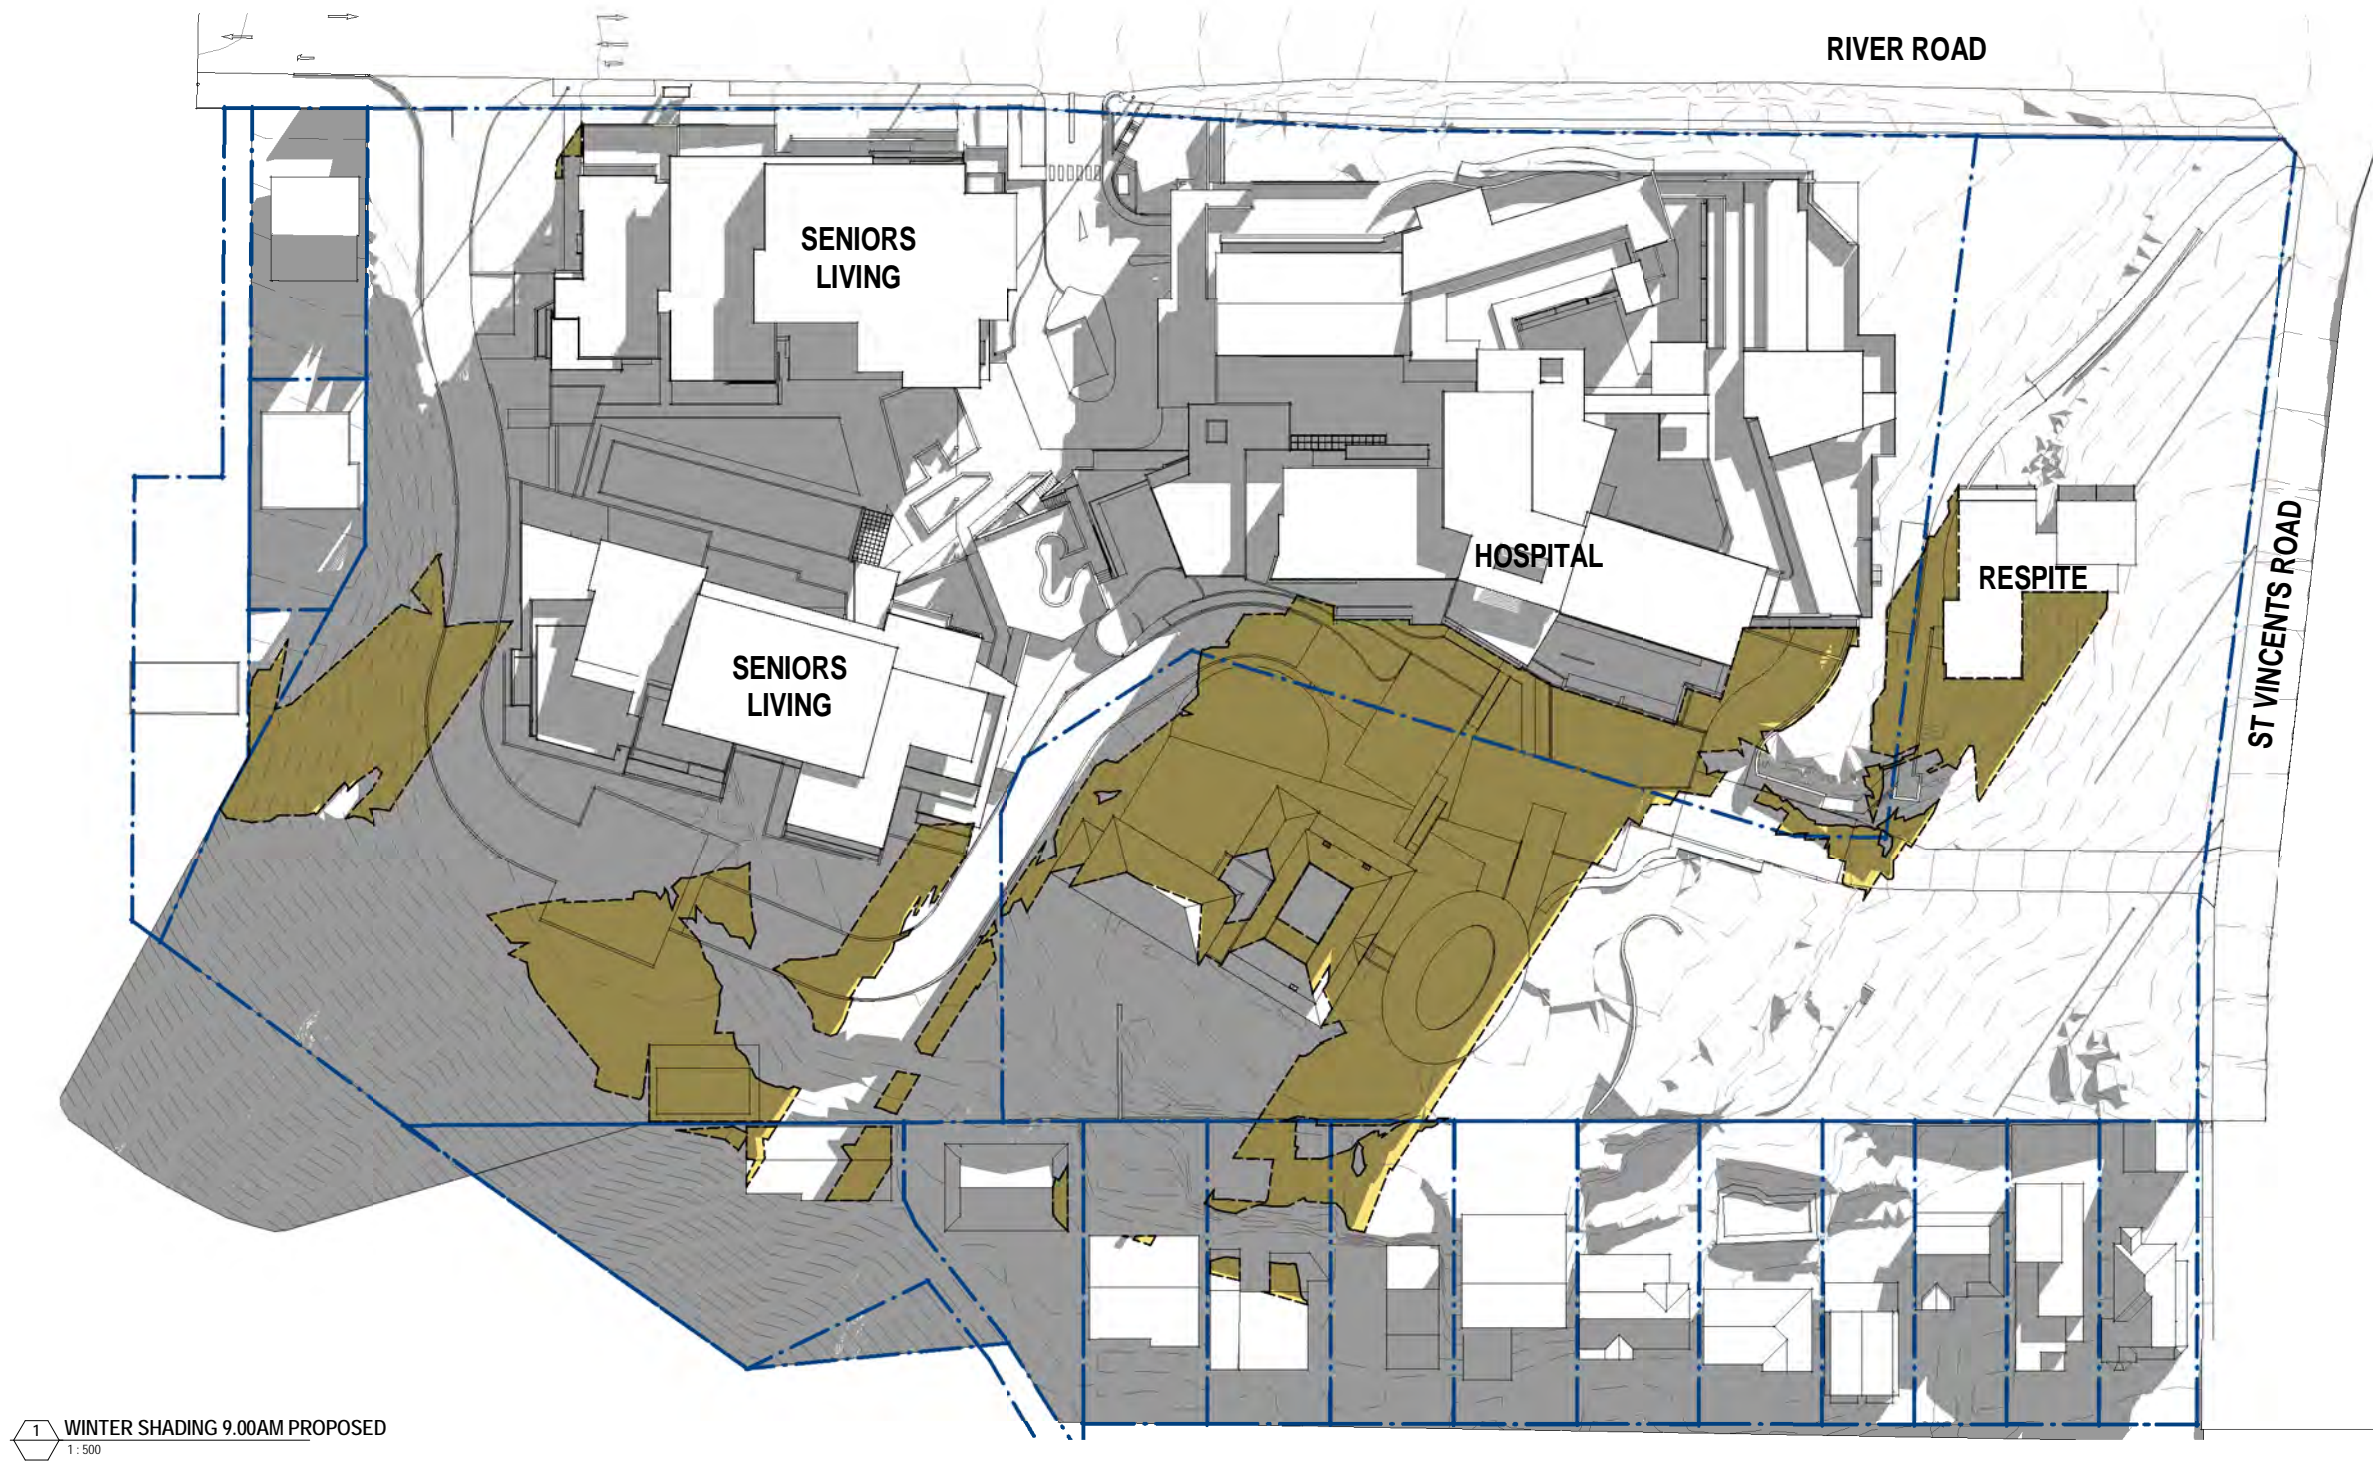 RIVER ROAD
SENIORS
LIVING
HOSPITAL
RESPITE
ST VINCENTS ROAD
SENIORS
LIVING
1
WINTER SHADING 9.00AM PROPOSED
1 : 500